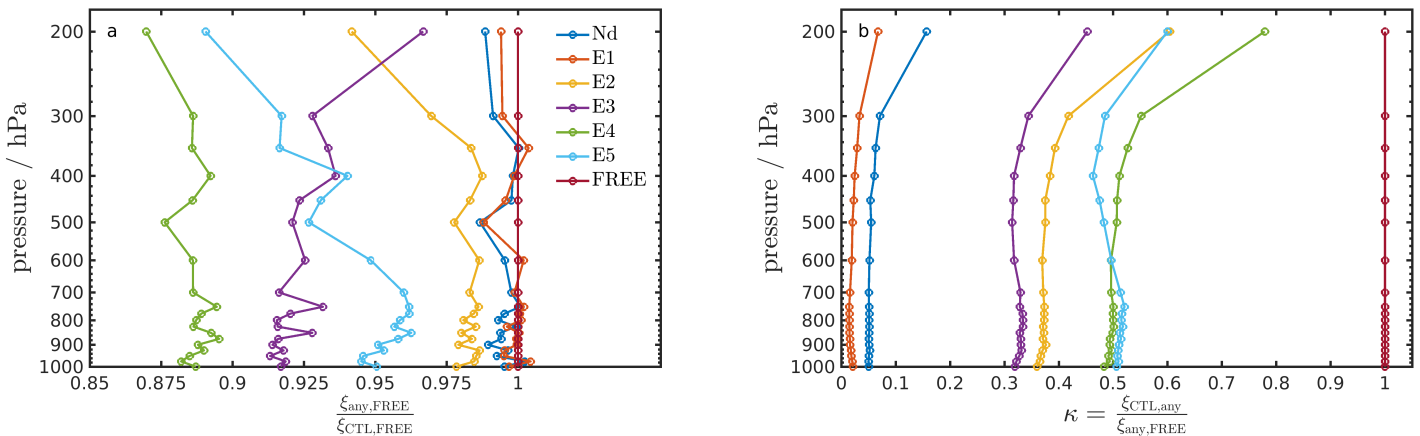 a
200
300
400
500
600
700
800
900
1000
pressure / hPa
0.85 0.875 0.9 0.925 0.95 0.975 1
ξany,FREE
ξCTL,FREE
Nd
E1
E2
E3
E4
E5
FREE
b
200
300
400
500
600
700
800
900
1000
pressure / hPa
0 0.1 0.2 0.3 0.4 0.5 0.6 0.7 0.8 0.9 1
κ = ξCTL,any
ξany,FREE